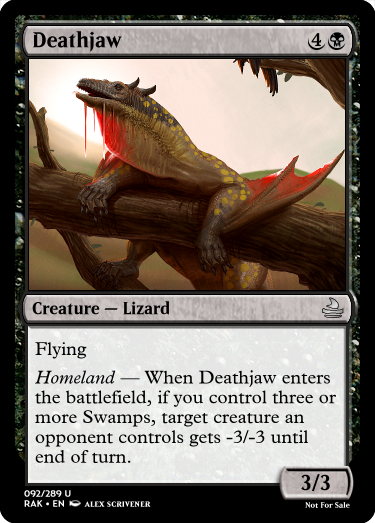 Deathjaw 4
Creature — Lizard
Flying
Homeland — When Deathjaw enters
the battlefield, if you control three or
more Swamps, target creature an
opponent controls gets -3/-3 until
end of turn.
3/3
092/289 U
RAK • EN ALEX SCRIVENER
Not For Sale